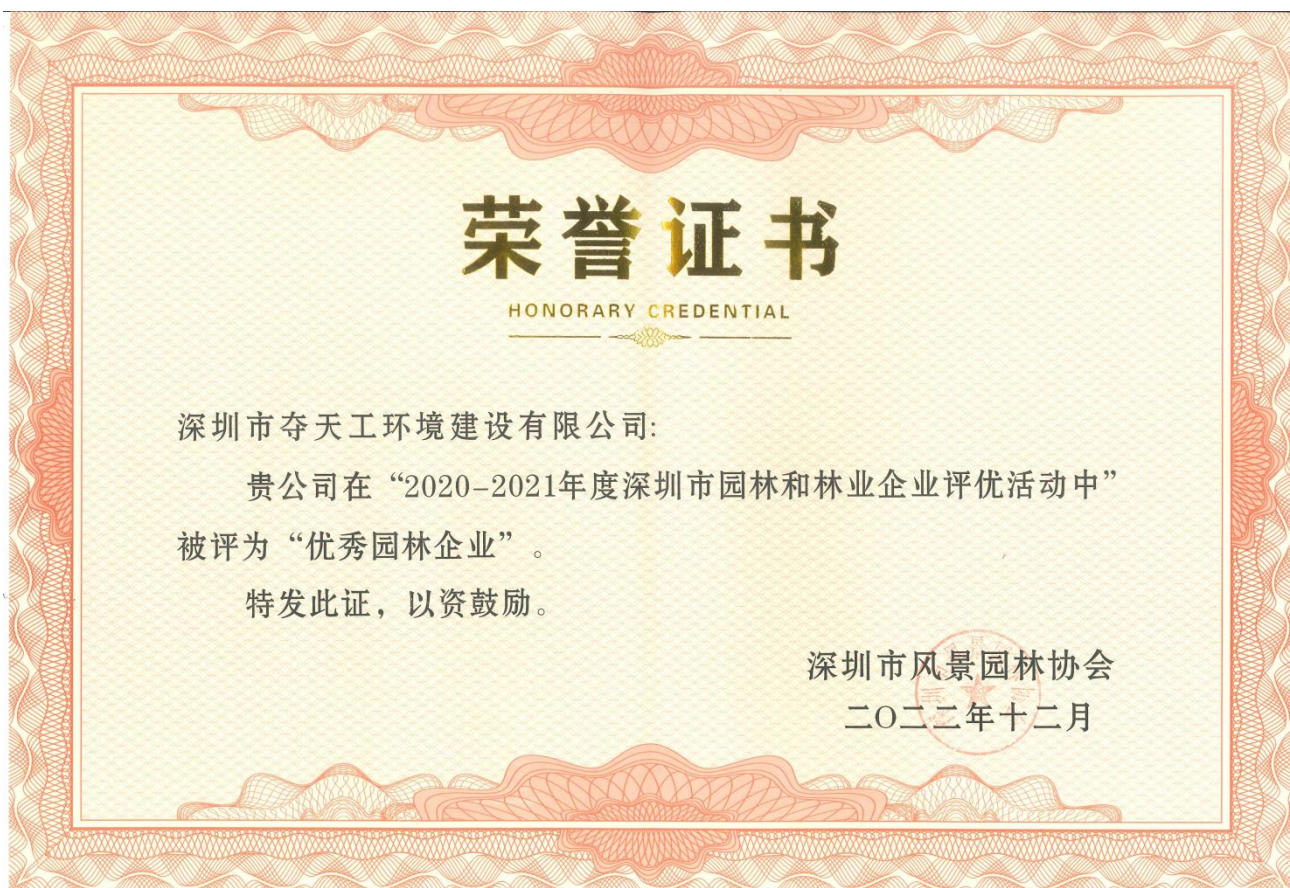 荣誉证书
HONORARY CREDENTIAL
深圳市夺天工环境建设有限公司:
贵公司在“2020-2021年度深圳市园林和林业企业评优活动中”
被评为“优秀园林企业”。
特发此证，以资鼓励。
深圳市风景园林协会
二〇二二年十二月